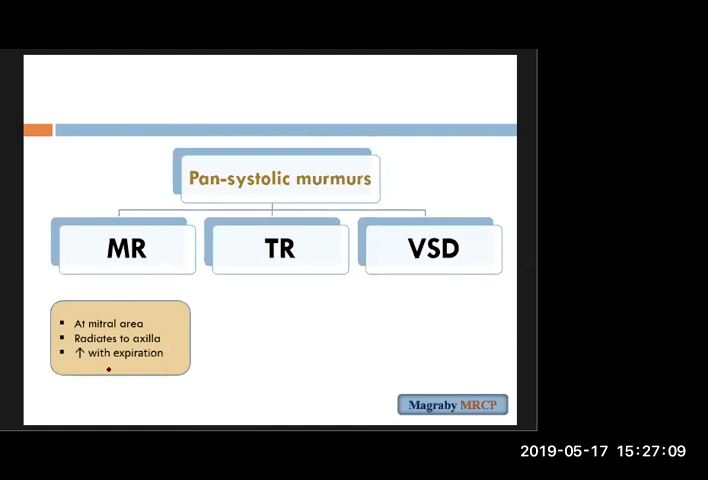 Pan-systolic murmurs
MR
TR
VSD
▪ At mitral area
▪ Radiates to axilla
▪ ↑ with expiration
Magraby MRCP
2019-05-17 15:27:09